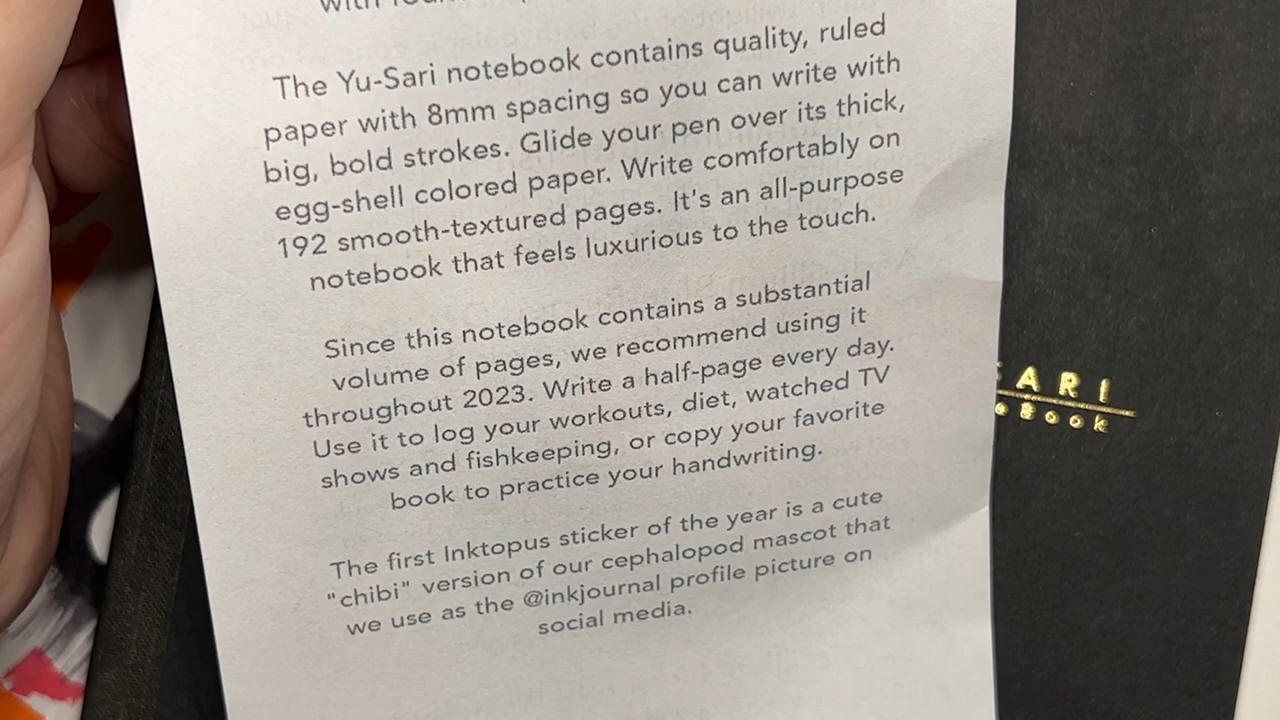 with
The Yu-Sari notebook contains quality, ruled
paper with 8mm spacing so you can write with
big, bold strokes. Glide your pen over its thick,
egg-shell colored paper. Write comfortably on
192 smooth-textured pages. It's an all-purpose
notebook that feels luxurious to the touch.
Since this notebook contains a substantial
volume of pages, we recommend using it
throughout 2023. Write a half-page every day.
Use it to log your workouts, diet, watched TV
shows and fishkeeping, or copy your favorite
book to practice your handwriting.
The first Inktopus sticker of the year is a cute
"chibi" version of our cephalopod mascot that
we use as the @inkjournal profile picture on
social media.
SARI
eBook